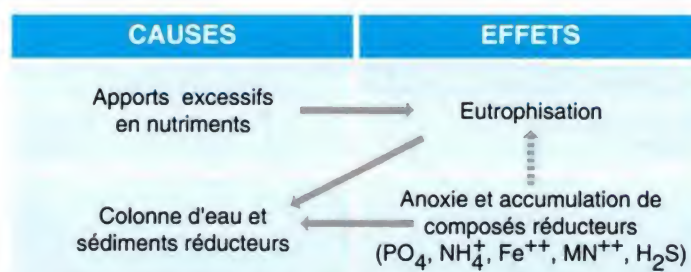 CAUSES
EFFETS
Apports excessifs
en nutriments
Eutrophisation
Colonne d'eau et
sédiments réducteurs
Anoxie et accumulation de
composés réducteurs
(PO₄, NH₄⁺, Fe⁺⁺, MN⁺⁺, H₂S)